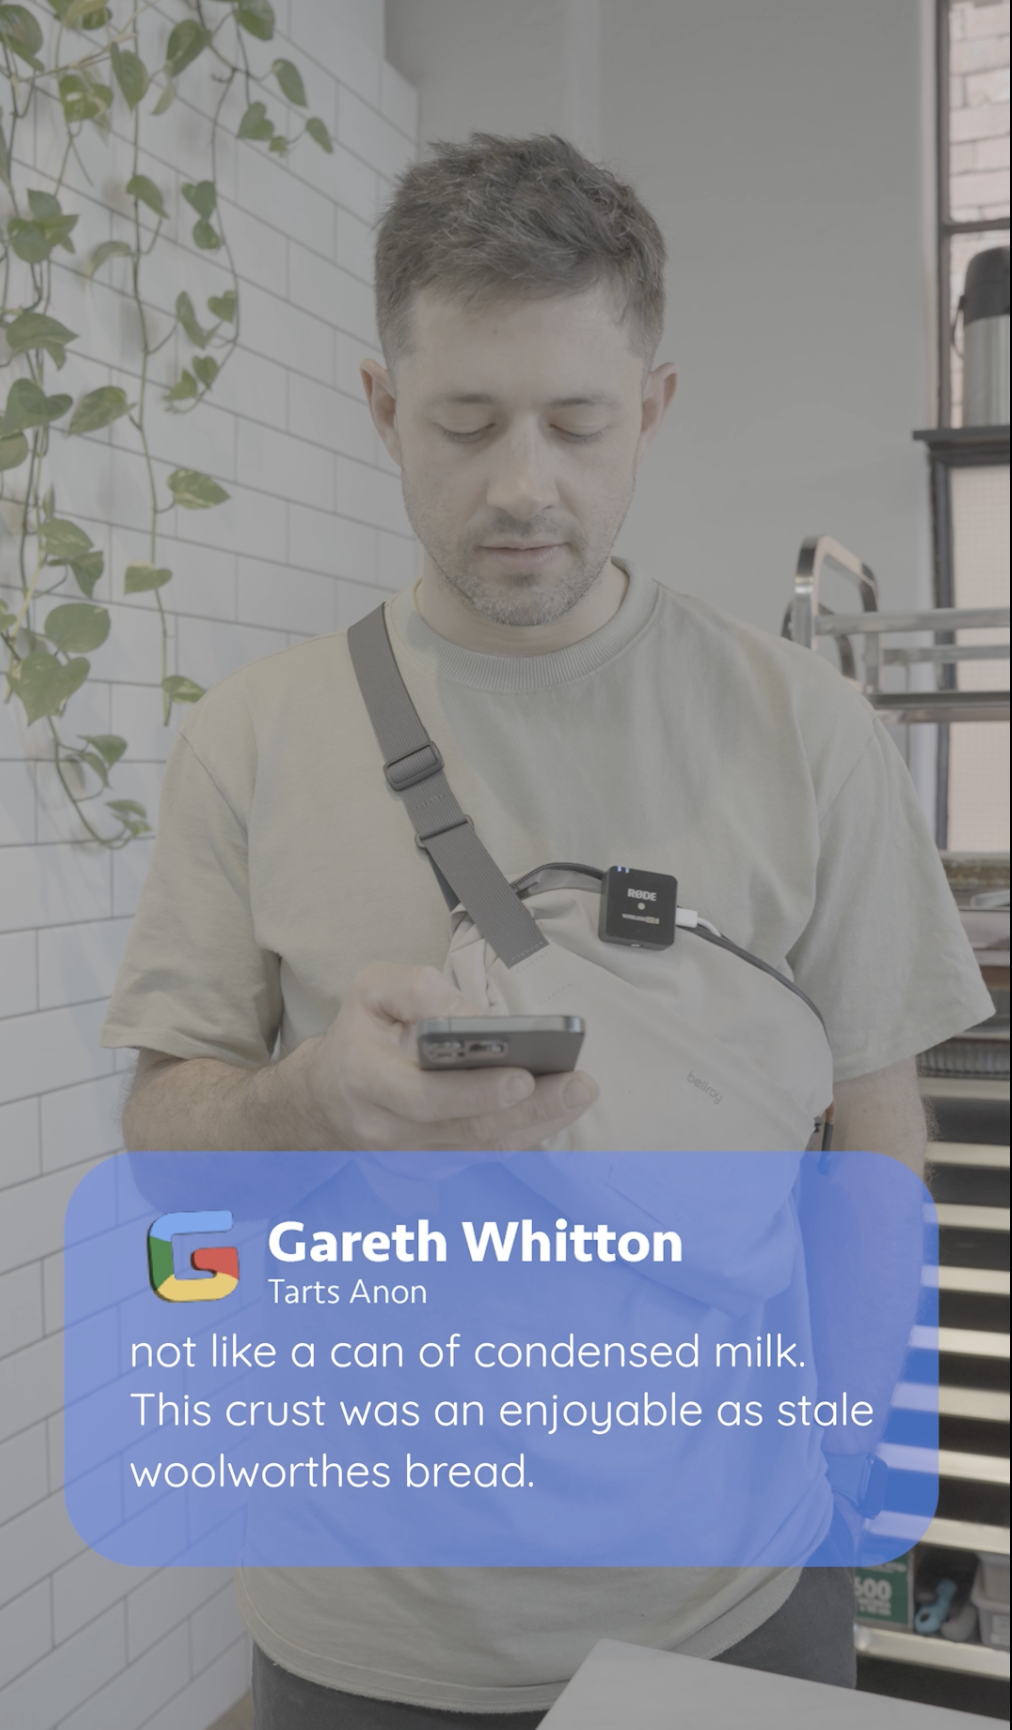 RØDE
bellroy
G Gareth Whitton
Tarts Anon
not like a can of condensed milk.
This crust was an enjoyable as stale
woolworthes bread.
600